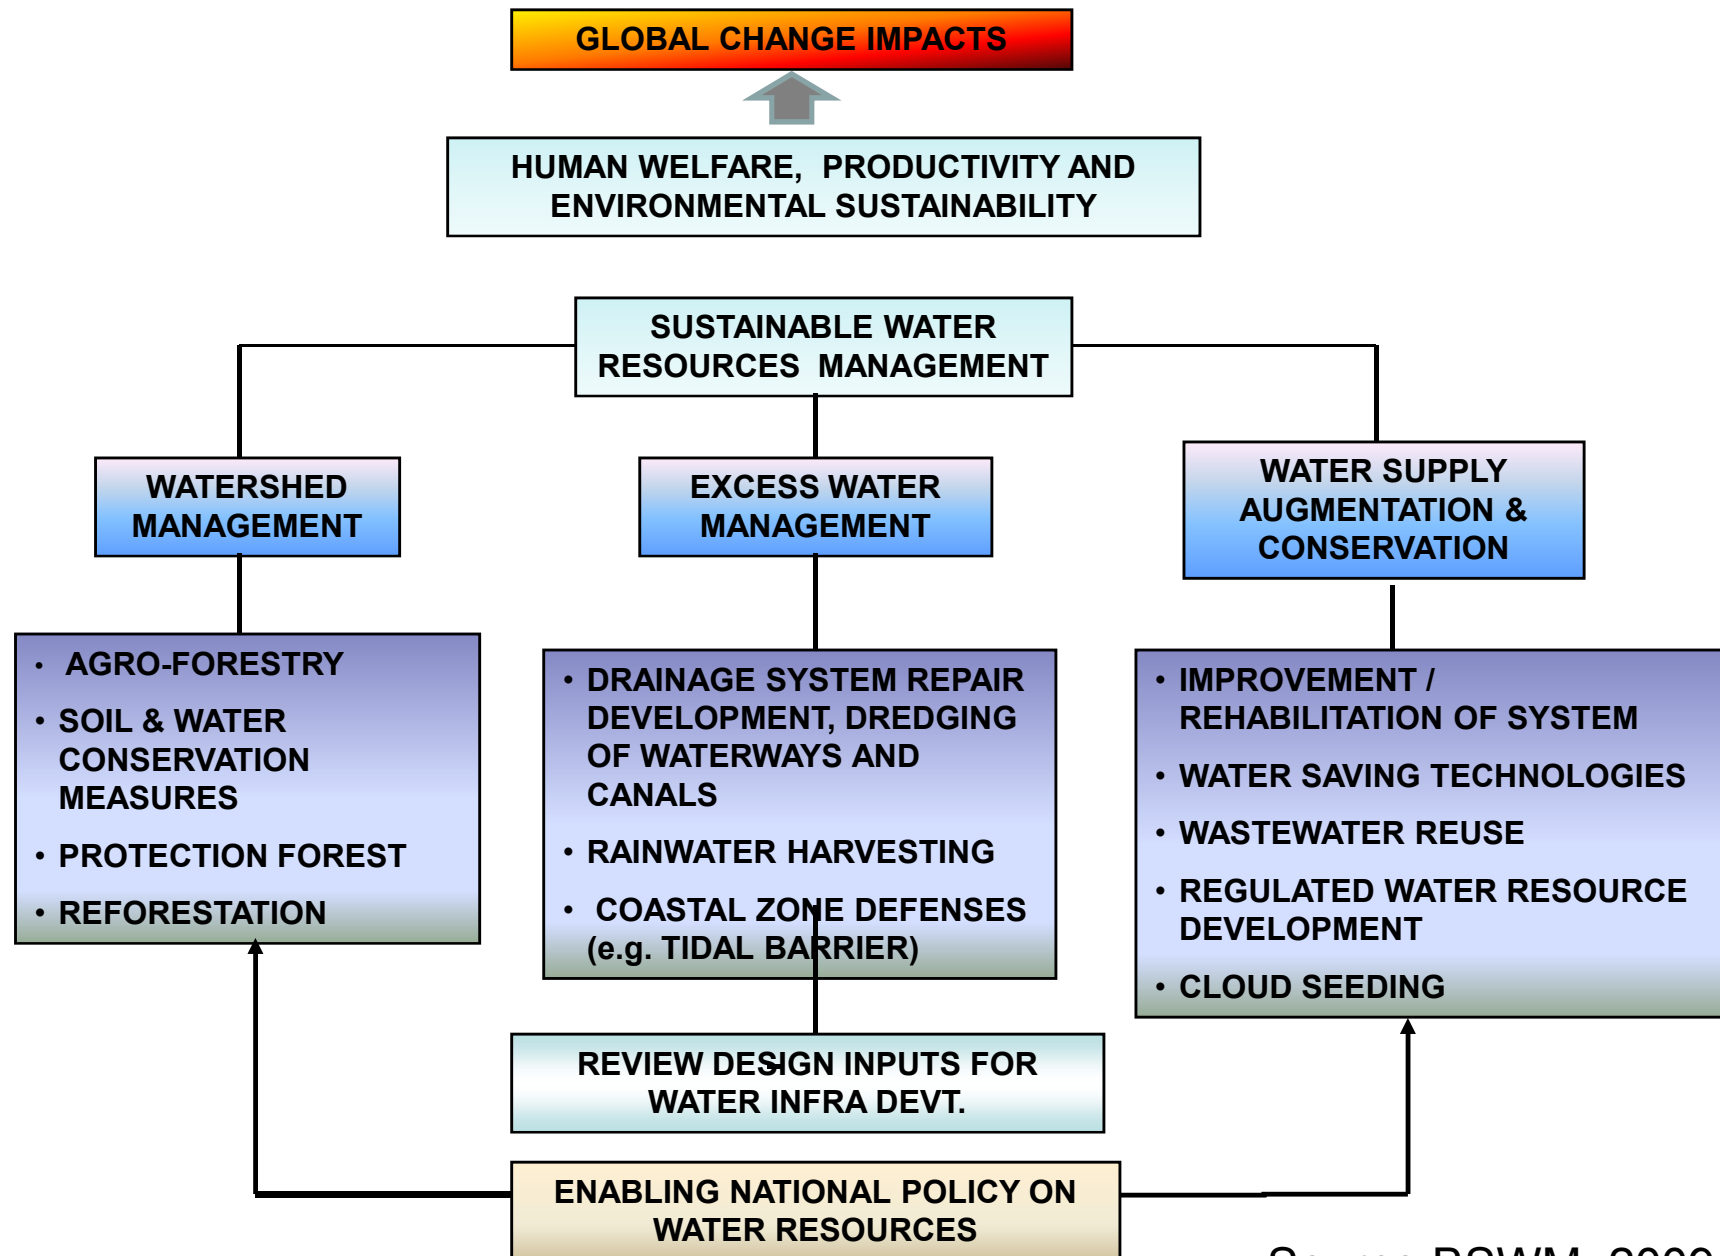 GLOBAL CHANGE IMPACTS
HUMAN WELFARE, PRODUCTIVITY AND
ENVIRONMENTAL SUSTAINABILITY
SUSTAINABLE WATER
RESOURCES MANAGEMENT
WATERSHED
MANAGEMENT
EXCESS WATER
MANAGEMENT
WATER SUPPLY
AUGMENTATION &
CONSERVATION
• AGRO-FORESTRY
• SOIL & WATER
CONSERVATION
MEASURES
• PROTECTION FOREST
• REFORESTATION
• DRAINAGE SYSTEM REPAIR
DEVELOPMENT, DREDGING
OF WATERWAYS AND
CANALS
• RAINWATER HARVESTING
• COASTAL ZONE DEFENSES
(e.g. TIDAL BARRIER)
• IMPROVEMENT /
REHABILITATION OF SYSTEM
• WATER SAVING TECHNOLOGIES
• WASTEWATER REUSE
• REGULATED WATER RESOURCE
DEVELOPMENT
• CLOUD SEEDING
REVIEW DESIGN INPUTS FOR
WATER INFRA DEVT.
ENABLING NATIONAL POLICY ON
WATER RESOURCES